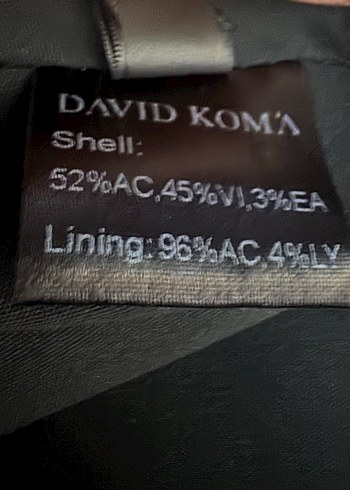 DAVID KOMA
Shell:
52%AC,45%VI,3%EA
Lining: 96%AC,4%LY